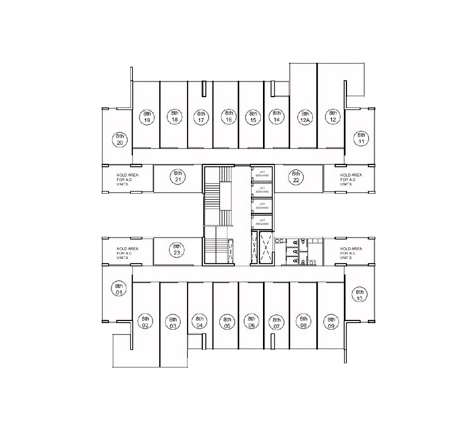 8th
19
8th
18
8th
17
8th
16
8th
15
8th
14
8th
12A
8th
12
8th
20
8th
11
HOLD AREA
FOR A.C
UNITS
8th
21
8th
22
HOLD AREA
FOR A.C
UNITS
LIFT
LIFT
LIFT
LIFT
HOLD AREA
FOR A.C
UNITS
8th
23
HOLD AREA
FOR A.C
UNITS
8th
01
8th
10
8th
02
8th
03
8th
04
8th
05
8th
06
8th
07
8th
08
8th
09